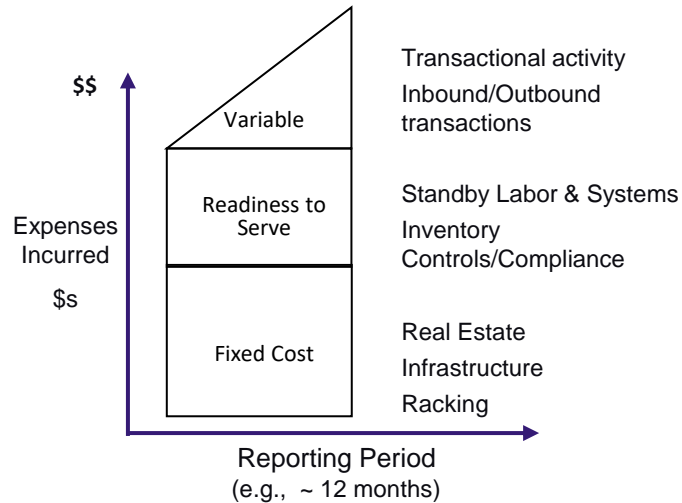 $$
Expenses
Incurred
$s
Variable
Readiness to
Serve
Fixed Cost
Transactional activity
Inbound/Outbound
transactions
Standby Labor & Systems
Inventory
Controls/Compliance
Real Estate
Infrastructure
Racking
Reporting Period
(e.g., ~ 12 months)